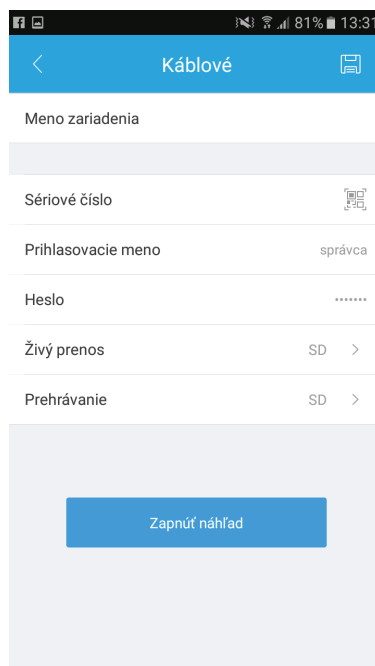 81% 13:31
Káblové
Meno zariadenia
Sériové číslo
Prihlasovacie meno správca
Heslo •••••••
Živý prenos SD
Prehrávanie SD
Zapnúť náhľad